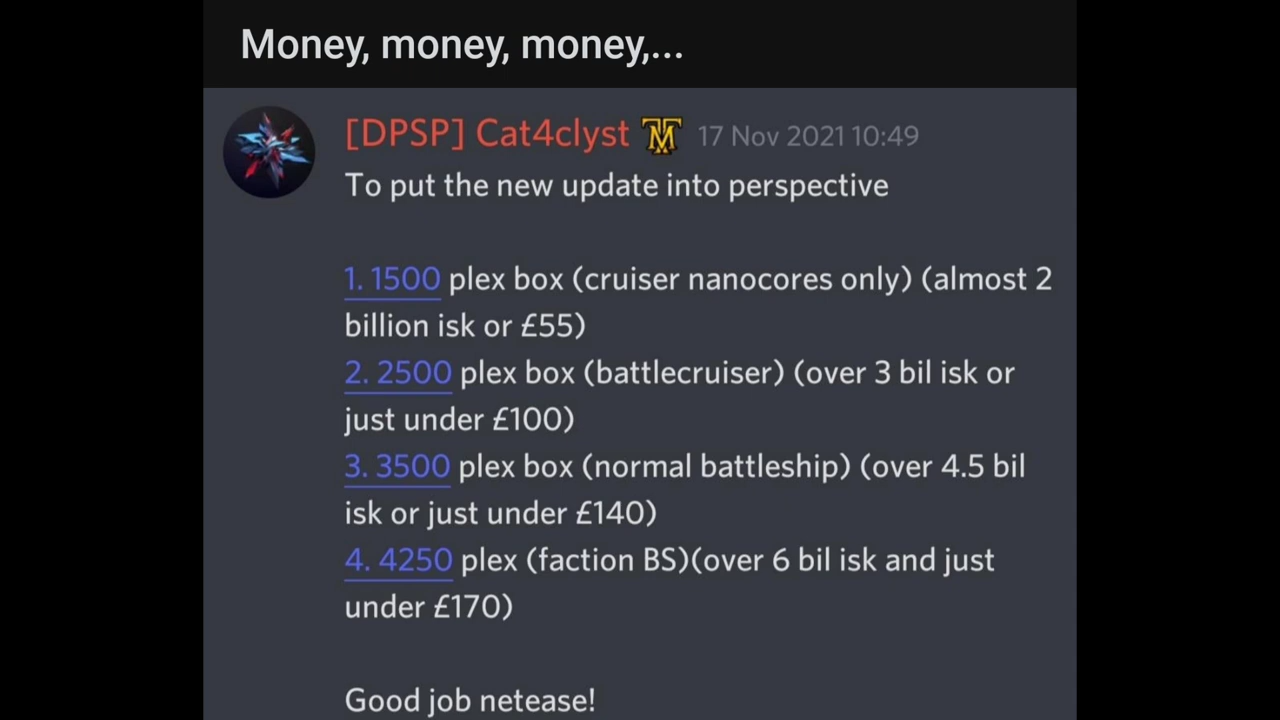 Money, money, money,...
[DPSP] Cat4clyst TM 17 Nov 2021 10:49
To put the new update into perspective
1. 1500 plex box (cruiser nanocores only) (almost 2
billion isk or £55)
2. 2500 plex box (battlecruiser) (over 3 bil isk or
just under £100)
3. 3500 plex box (normal battleship) (over 4.5 bil
isk or just under £140)
4. 4250 plex (faction BS)(over 6 bil isk and just
under £170)
Good job netease!